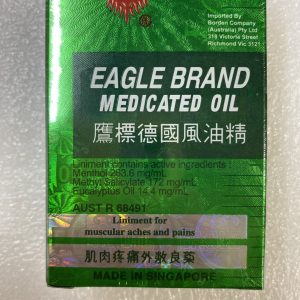 Imported by
Borden Company
(Australia) Pty Ltd
318 Victoria Street
Richmond Vic 3121
EAGLE BRAND
MEDICATED OIL
鷹標德國風油精
Liniment contains active ingredients :
Menthol 263.6 mg/mL
Methyl Salicylate 172 mg/mL
Eucalyptus Oil 14.4 mg/mL
AUST R 68491
Liniment for
muscular aches and pains
肌肉疼痛外敷良藥
MADE IN SINGAPORE